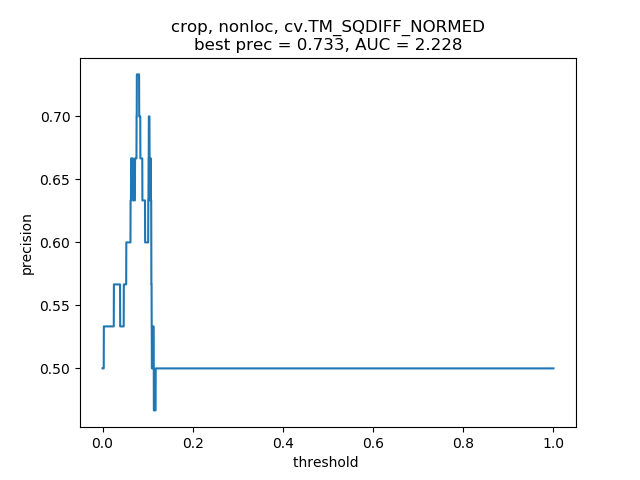 crop, nonloc, cv.TM_SQDIFF_NORMED
best prec = 0.733, AUC = 2.228
precision
0.70
0.65
0.60
0.55
0.50
0.0 0.2 0.4 0.6 0.8 1.0
threshold